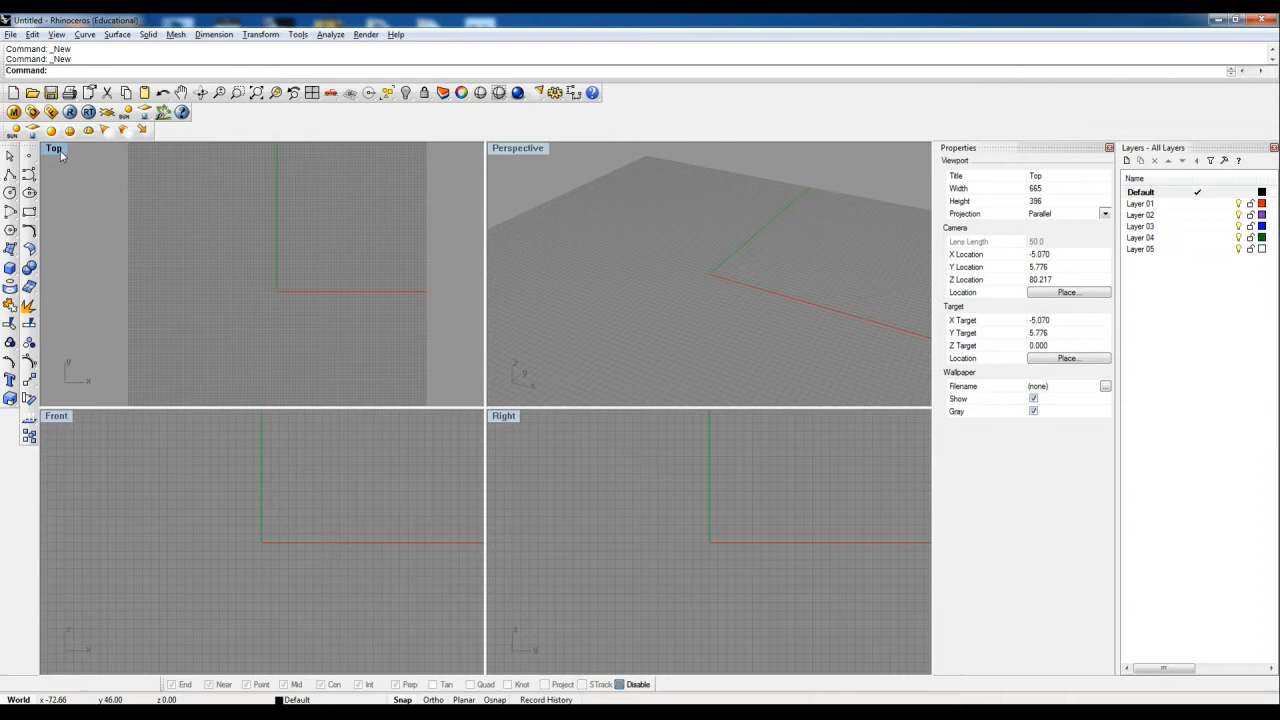 Untitled - Rhinoceros (Educational)
File Edit View Curve Surface Solid Mesh Dimension Transform Tools Analyze Render Help
Command: _New
Command: _New
Command:
SUN
SUN
Top
Perspective
Front
Right
y
x
z
y
x
z
x
z
y
Properties
Viewport
Title Top
Width 665
Height 396
Projection Parallel
Camera
Lens Length 50.0
X Location -5.070
Y Location 5.776
Z Location 80.217
Location Place...
Target
X Target -5.070
Y Target 5.776
Z Target 0.000
Location Place...
Wallpaper
Filename (none) ...
Show
Gray
Layers - All Layers
Name
Default
Layer 01
Layer 02
Layer 03
Layer 04
Layer 05
End Near Point Mid Cen Int Perp Tan Quad Knot Project STrack Disable
World x -72.66 y 46.00 z 0.00 Default Snap Ortho Planar Osnap Record History